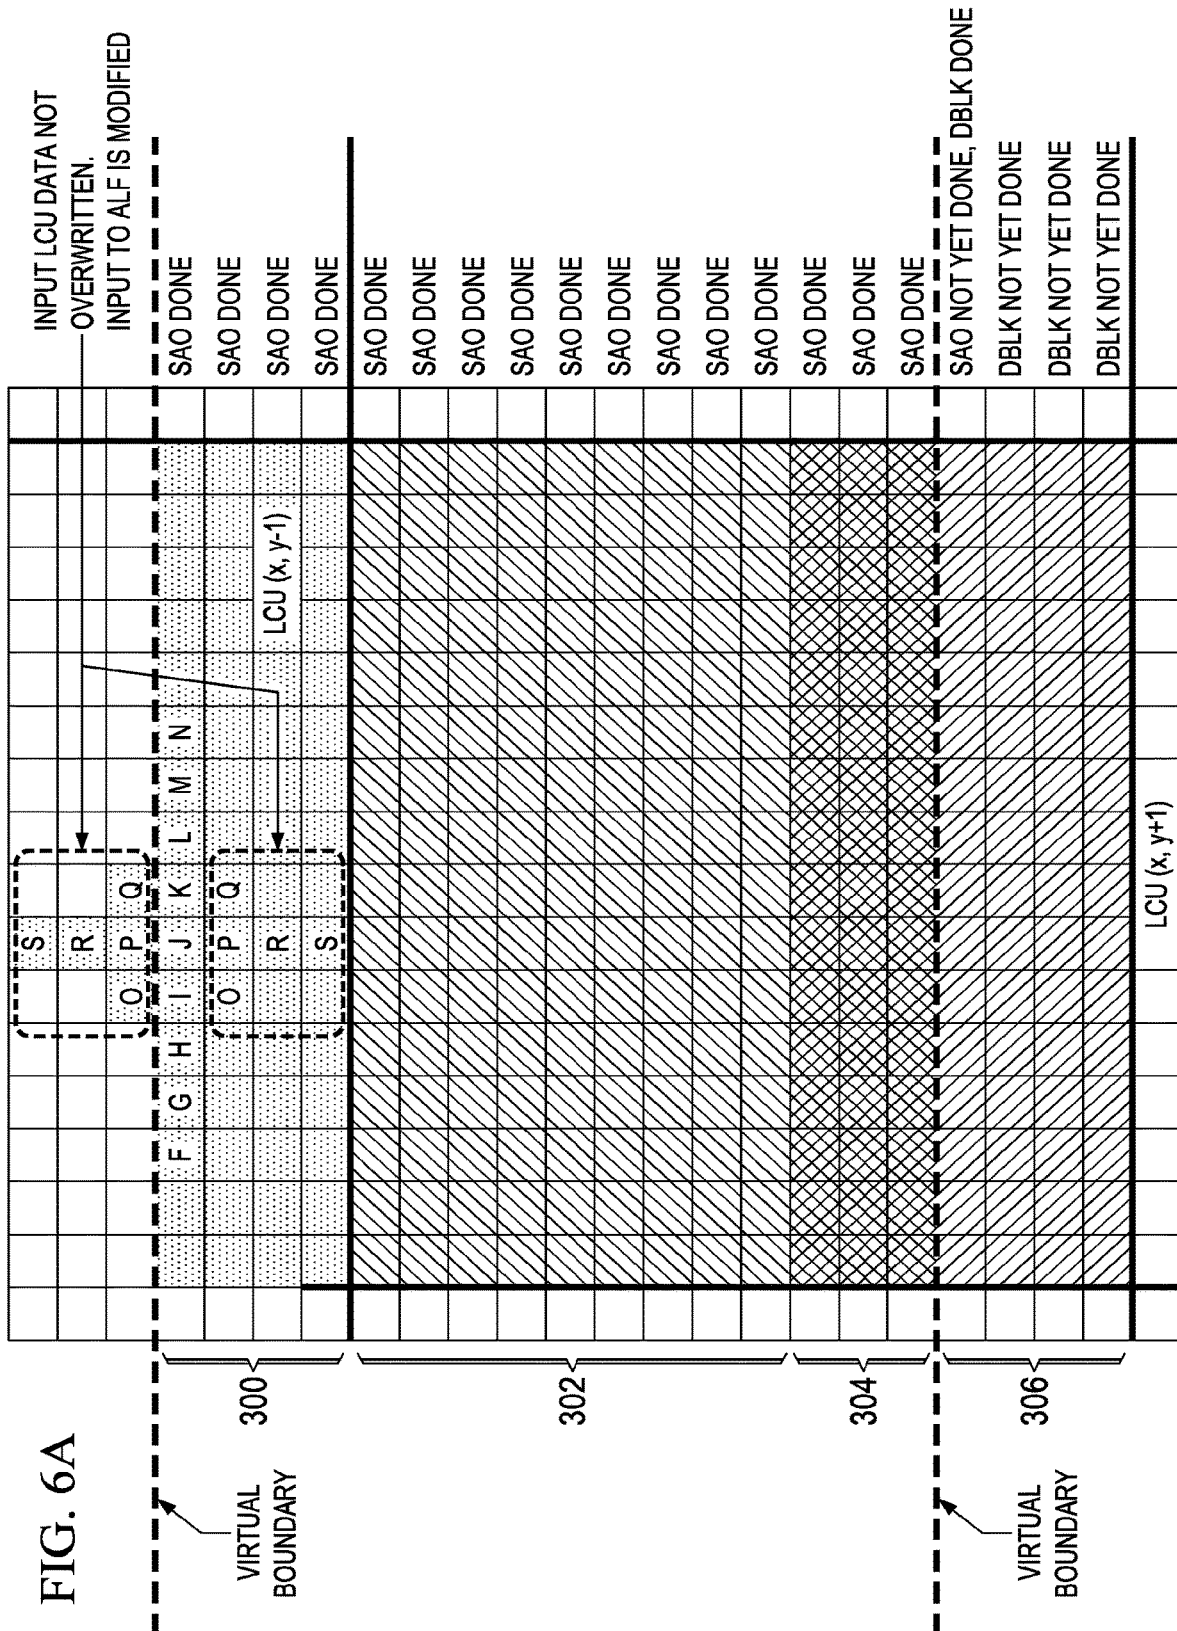 FIG. 6A
INPUT LCU DATA NOT
OVERWRITTEN.
INPUT TO ALF IS MODIFIED
S
R
O P Q
VIRTUAL
BOUNDARY
F G H I J K L M N
SAO DONE
O P Q
SAO DONE
300
R
LCU (x, y-1)
SAO DONE
S
SAO DONE
SAO DONE
SAO DONE
SAO DONE
SAO DONE
302
SAO DONE
SAO DONE
SAO DONE
SAO DONE
SAO DONE
SAO DONE
304
SAO DONE
SAO DONE
VIRTUAL
BOUNDARY
SAO NOT YET DONE, DBLK DONE
DBLK NOT YET DONE
306
DBLK NOT YET DONE
DBLK NOT YET DONE
LCU (x, y+1)